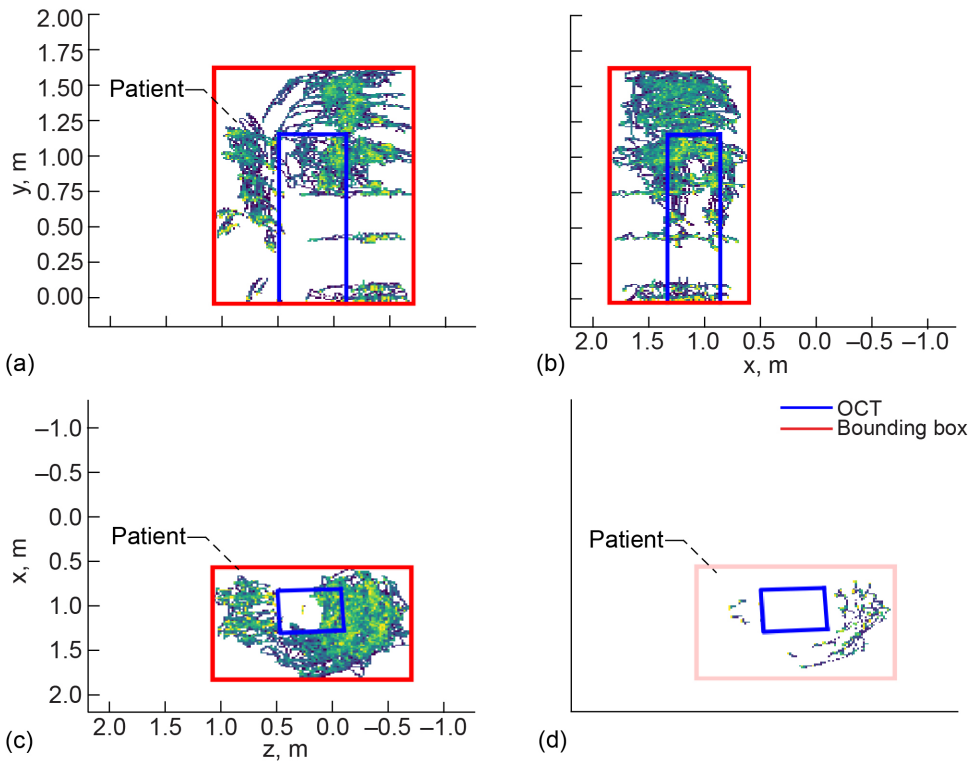 2.00
1.75
1.50
1.25
1.00
0.75
0.50
0.25
0.00
y, m
Patient
(a)
2.0 1.5 1.0 0.5 0.0 –0.5 –1.0
x, m
(b)
–1.0
–0.5
0.0
0.5
1.0
1.5
2.0
x, m
Patient
2.0 1.5 1.0 0.5 0.0 –0.5 –1.0
z, m
(c)
OCT
Bounding box
Patient
(d)